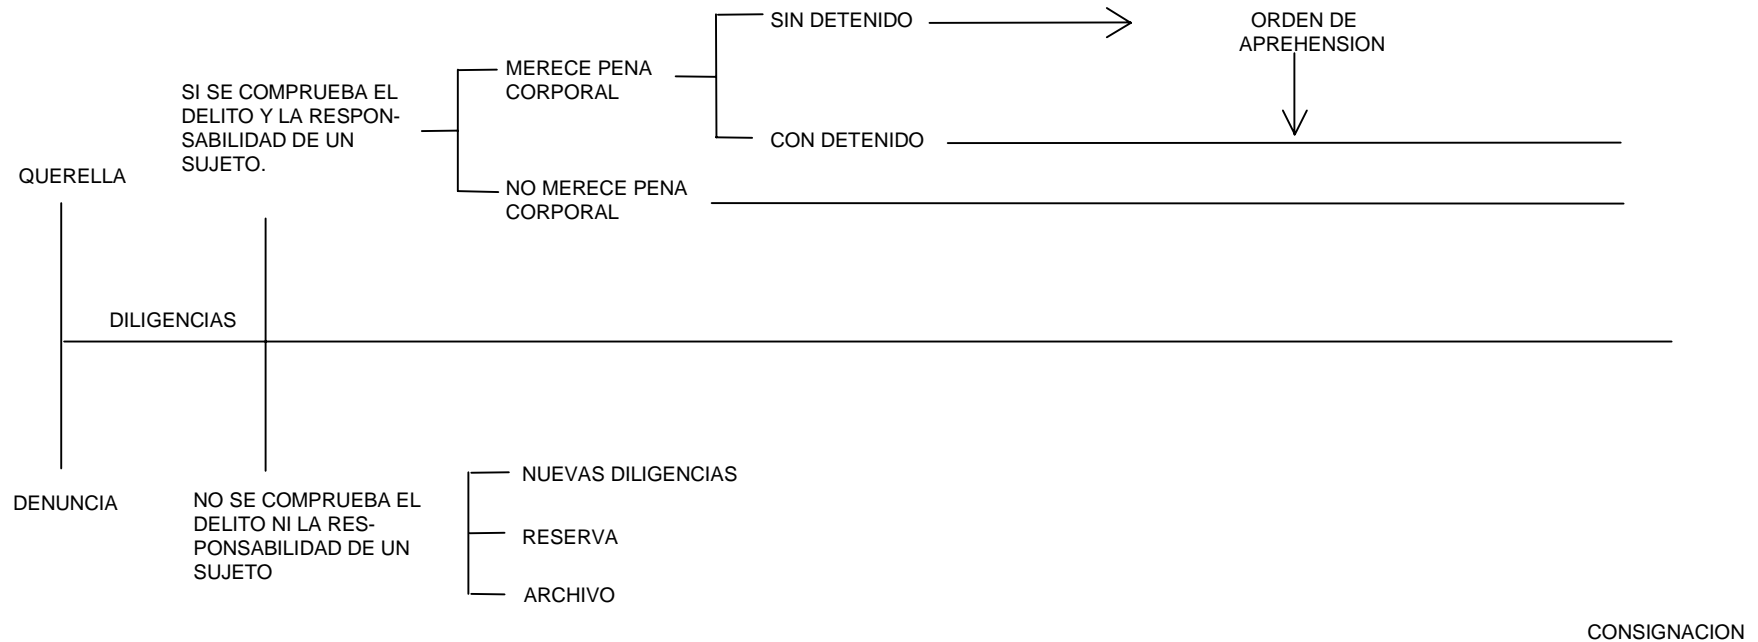 SIN DETENIDO
ORDEN DE
APREHENSION
MERECE PENA
CORPORAL
SI SE COMPRUEBA EL
DELITO Y LA RESPON-
SABILIDAD DE UN
SUJETO.
CON DETENIDO
QUERELLA
NO MERECE PENA
CORPORAL
DILIGENCIAS
NUEVAS DILIGENCIAS
DENUNCIA
NO SE COMPRUEBA EL
DELITO NI LA RES-
PONSABILIDAD DE UN
SUJETO
RESERVA
ARCHIVO
CONSIGNACION